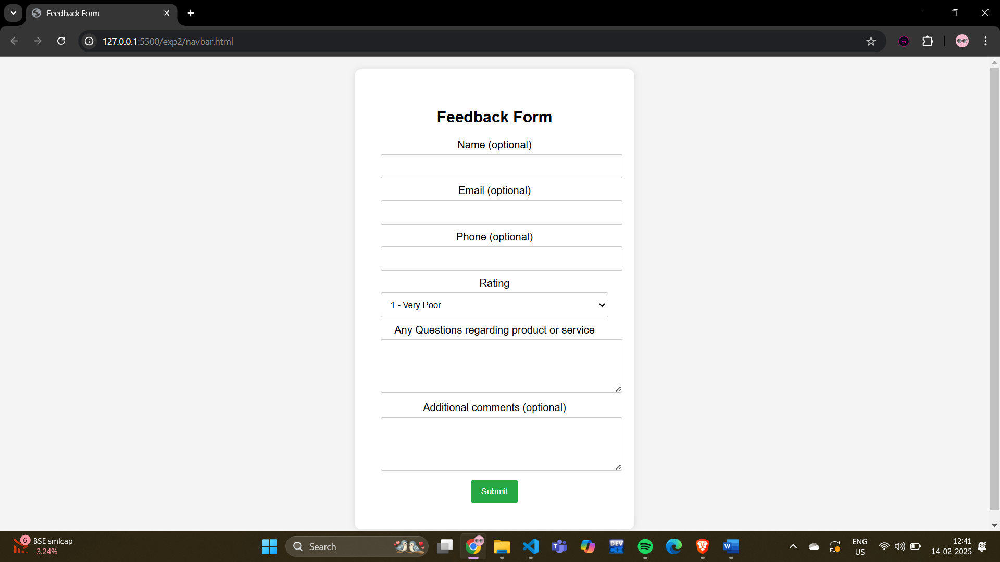 Feedback Form
127.0.0.1:5500/exp2/navbar.html
BR
Feedback Form
Name (optional)
Email (optional)
Phone (optional)
Rating
1 - Very Poor
Any Questions regarding product or service
Additional comments (optional)
Submit
6
BSE smlcap
-3.24%
Search
T
DEV
C++
W
ENG
US
12:41
14-02-2025